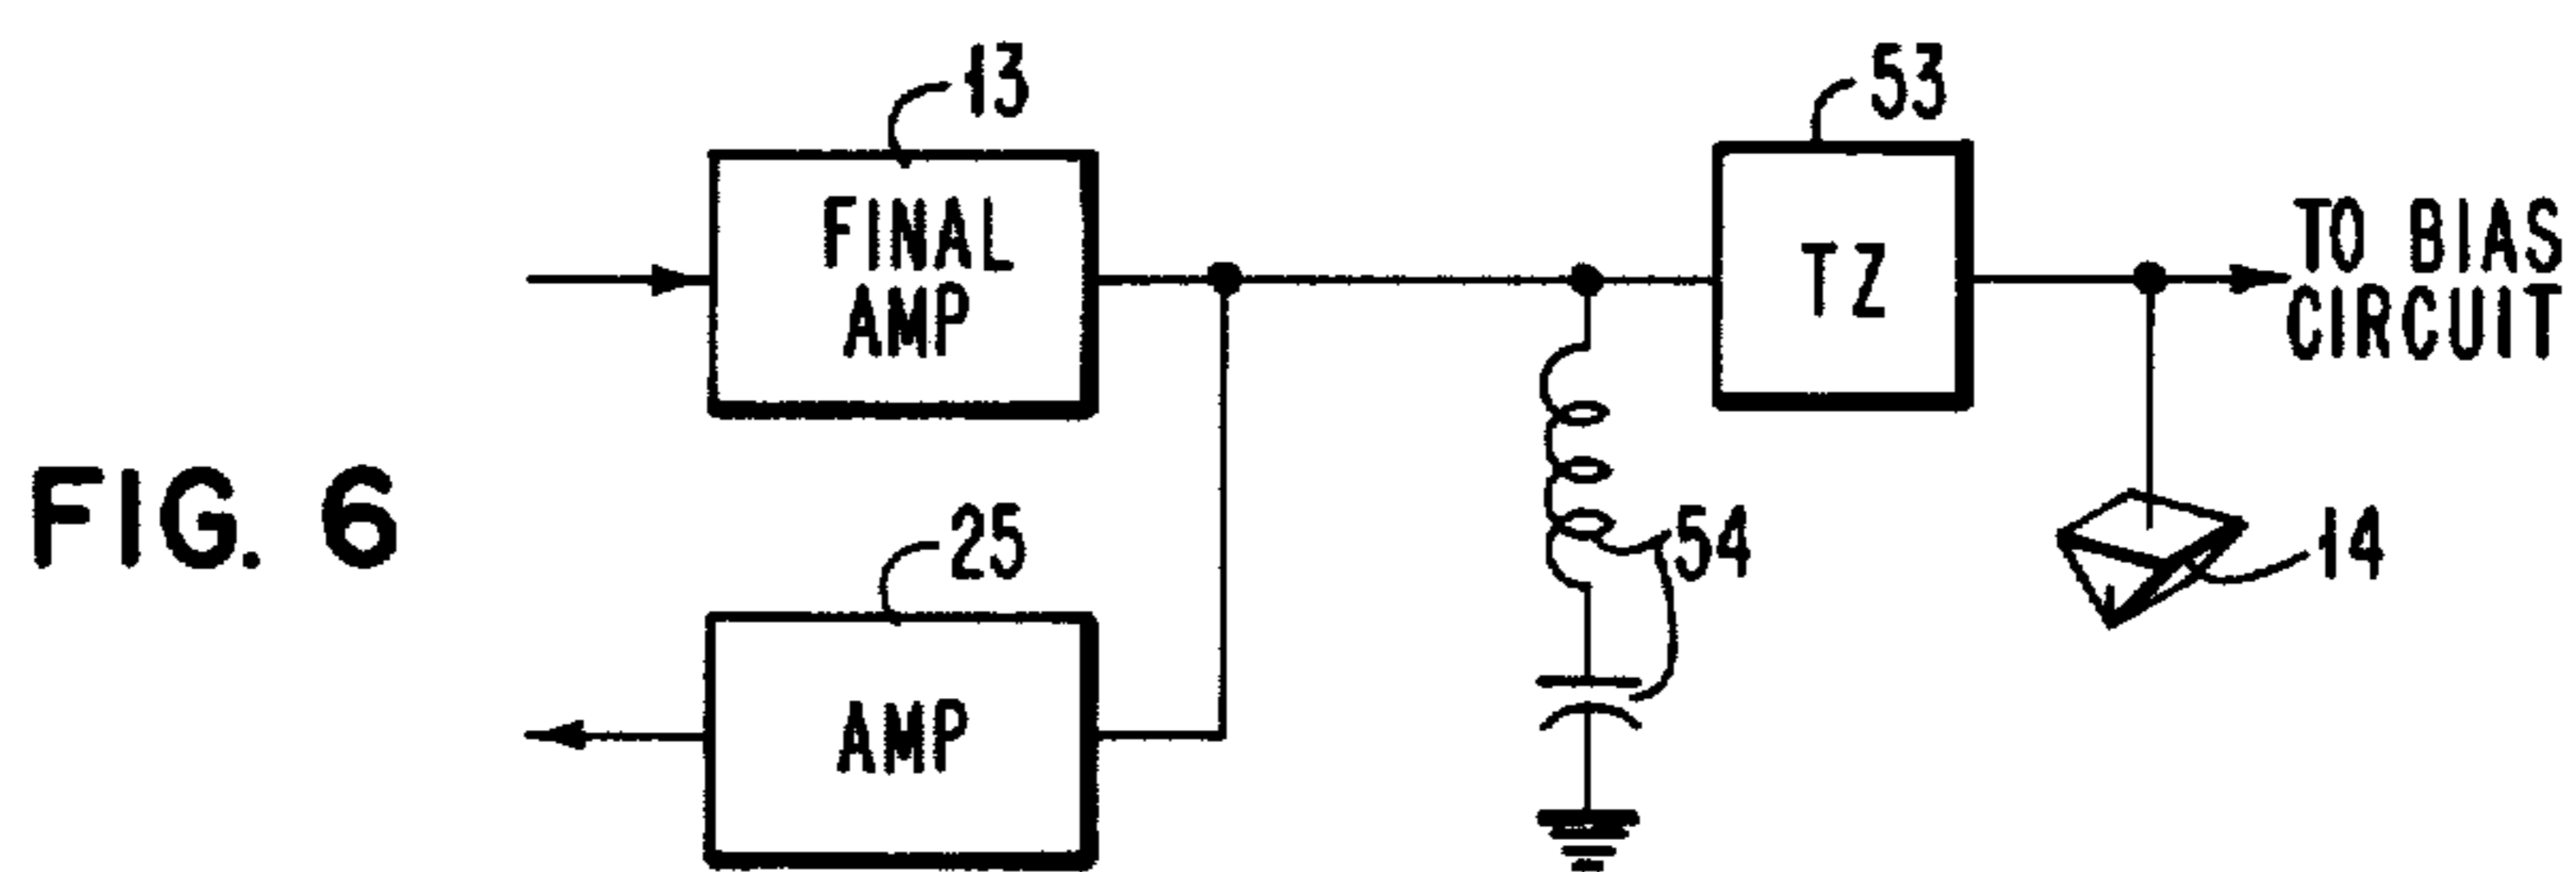 13
53
FINAL
AMP
TZ
TO BIAS
CIRCUIT
FIG. 6
25
54
14
AMP